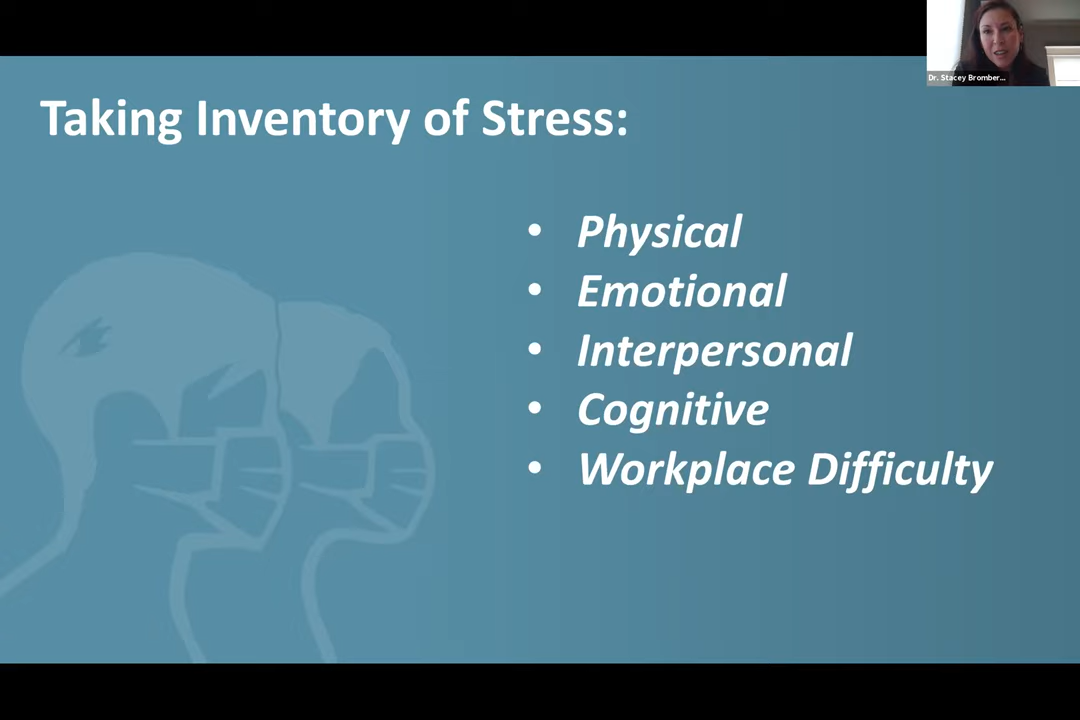 Dr. Stacey Bromber...
Taking Inventory of Stress:
• Physical
• Emotional
• Interpersonal
• Cognitive
• Workplace Difficulty